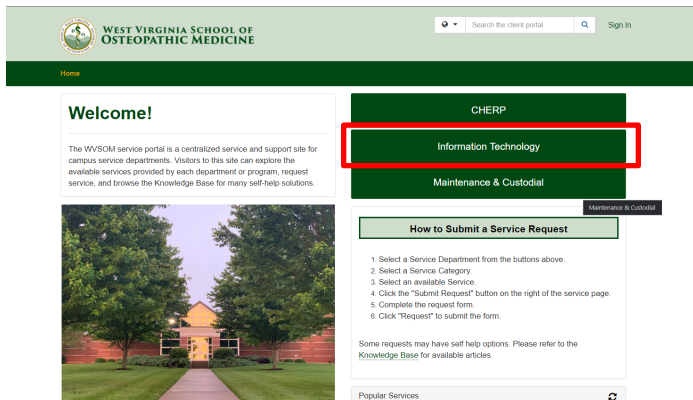 WEST VIRGINIA SCHOOL OF
OSTEOPATHIC MEDICINE
Search the client portal
Sign In
Home
Welcome!
The WVSOM service portal is a centralized service and support site for
campus service departments. Visitors to this site can explore the
available services provided by each department or program, request
service, and browse the Knowledge Base for many self-help solutions.
CHERP
Information Technology
Maintenance & Custodial
Maintenance & Custodial
How to Submit a Service Request
1. Select a Service Department from the buttons above.
2. Select a Service Category.
3. Select an available Service.
4. Click the "Submit Request" button on the right of the service page.
5. Complete the request form.
6. Click "Request" to submit the form.
Some requests may have self help options. Please refer to the
Knowledge Base for available articles.
Popular Services